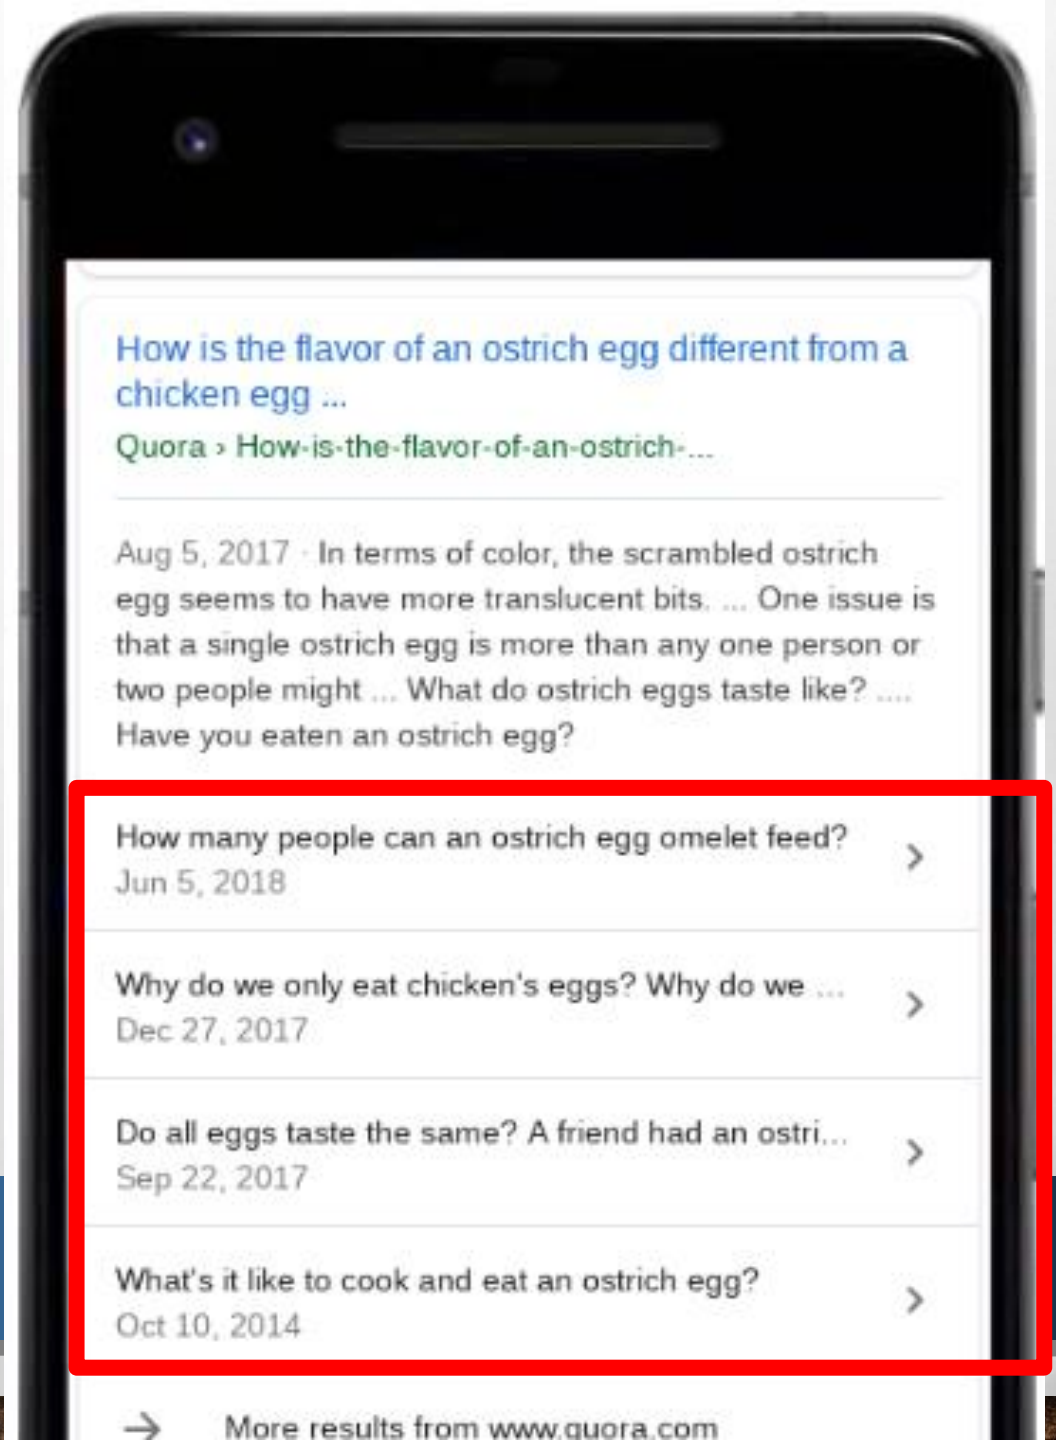 How is the flavor of an ostrich egg different from a
chicken egg ...
Quora › How-is-the-flavor-of-an-ostrich-...
Aug 5, 2017 · In terms of color, the scrambled ostrich
egg seems to have more translucent bits. ... One issue is
that a single ostrich egg is more than any one person or
two people might ... What do ostrich eggs taste like? ....
Have you eaten an ostrich egg?
How many people can an ostrich egg omelet feed?
Jun 5, 2018
Why do we only eat chicken's eggs? Why do we ...
Dec 27, 2017
Do all eggs taste the same? A friend had an ostri...
Sep 22, 2017
What's it like to cook and eat an ostrich egg?
Oct 10, 2014
More results from www.quora.com